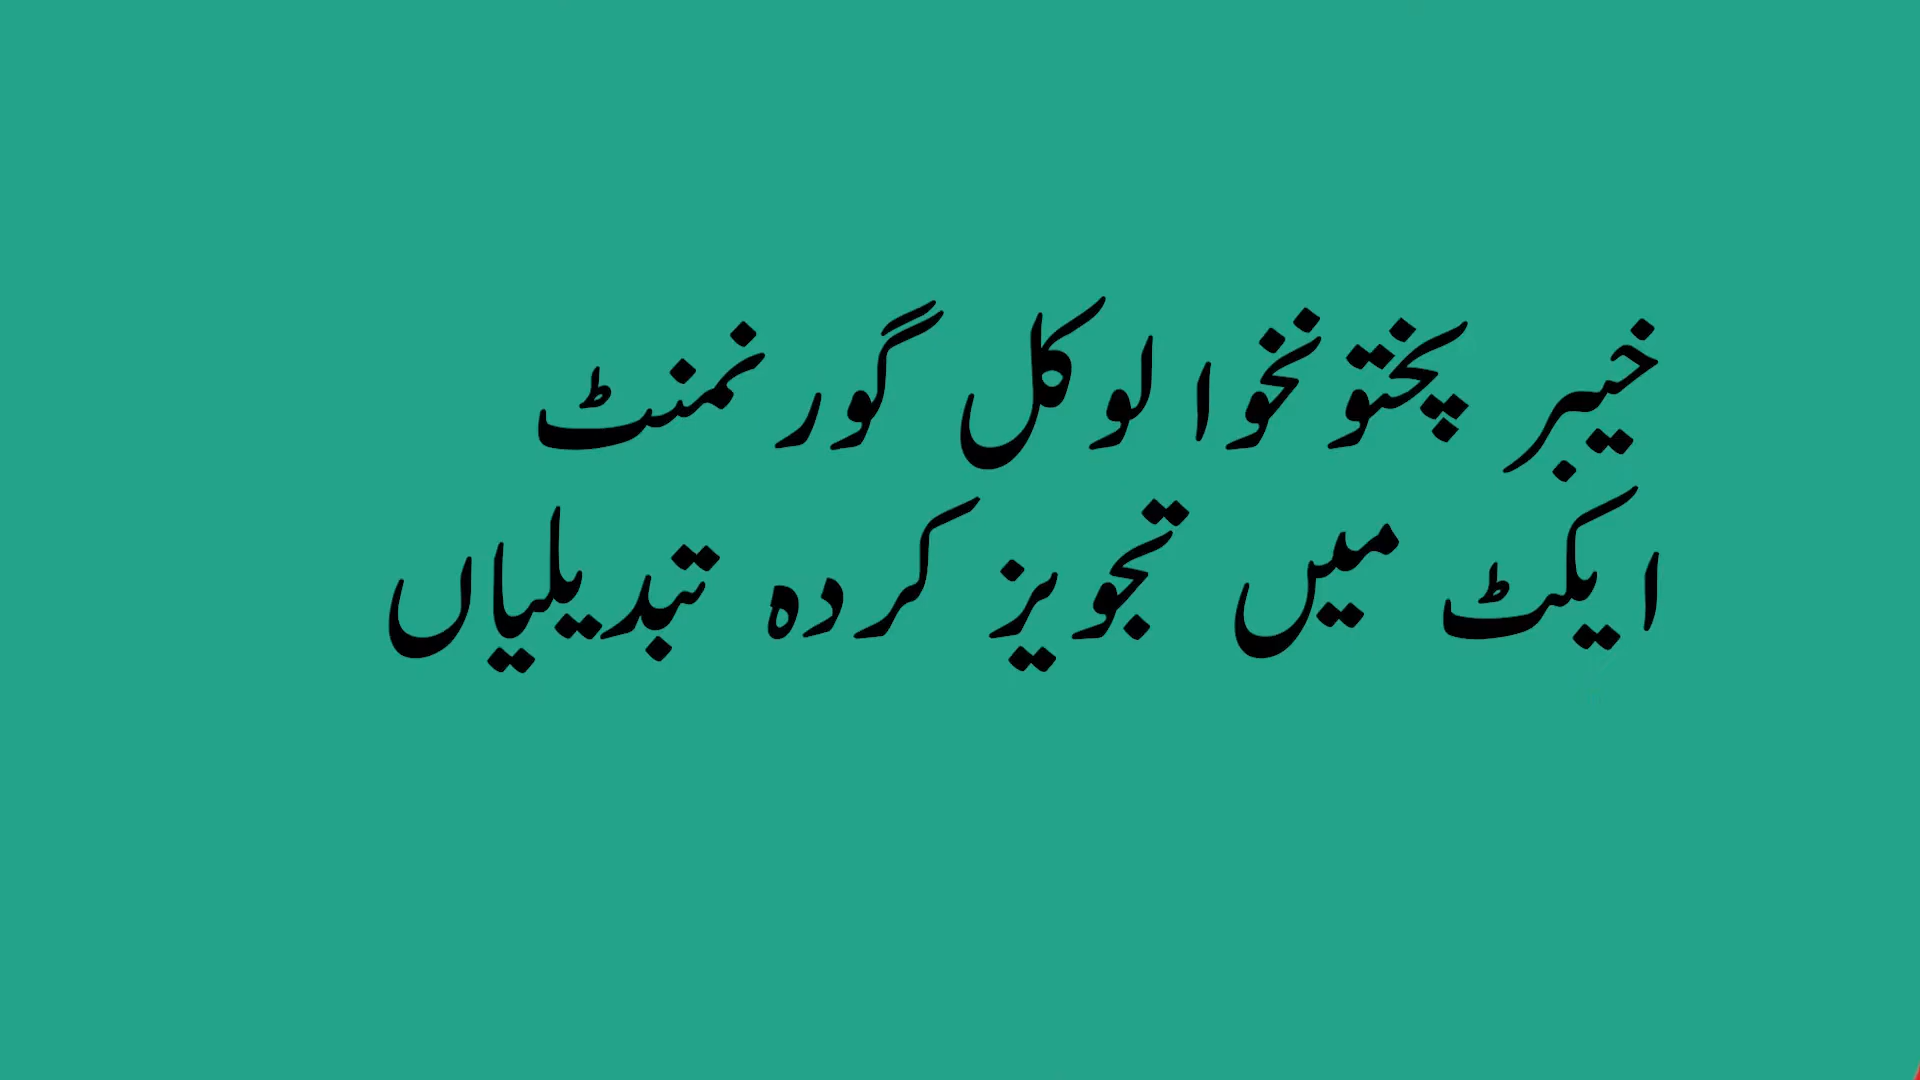 خیبر پختونخوا لوکل گورنمنٹ
ایکٹ میں تجویز کردہ تبدیلیاں